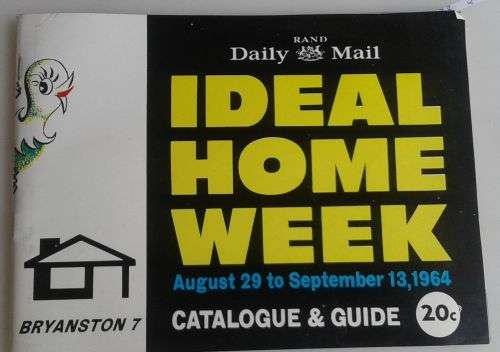 RAND
Daily Mail
IDEAL
HOME
WEEK
August 29 to September 13,1964
CATALOGUE & GUIDE 20c
BRYANSTON 7